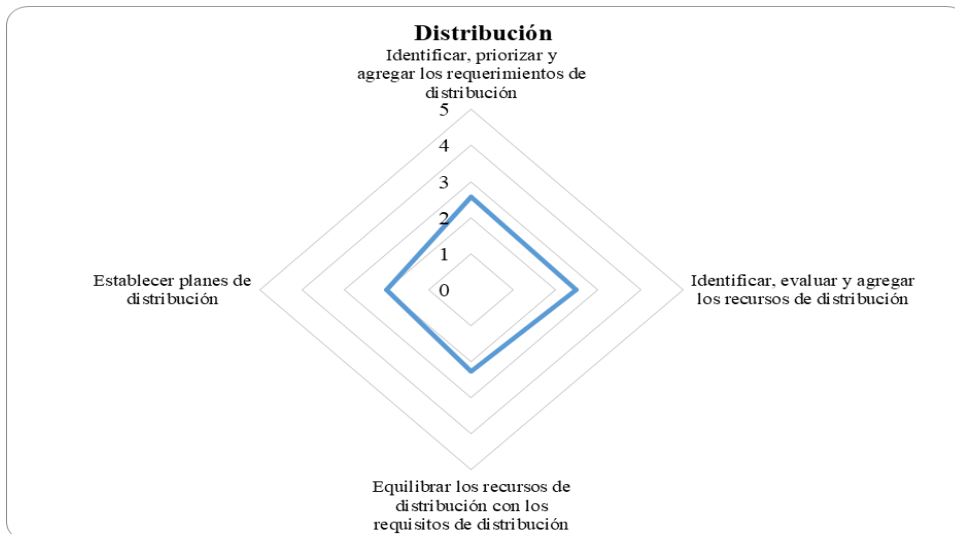 Distribución
Identificar, priorizar y
agregar los requerimientos de
distribución
5
4
3
2
1
0
Establecer planes de
distribución
Identificar, evaluar y agregar
los recursos de distribución
Equilibrar los recursos de
distribución con los
requisitos de distribución